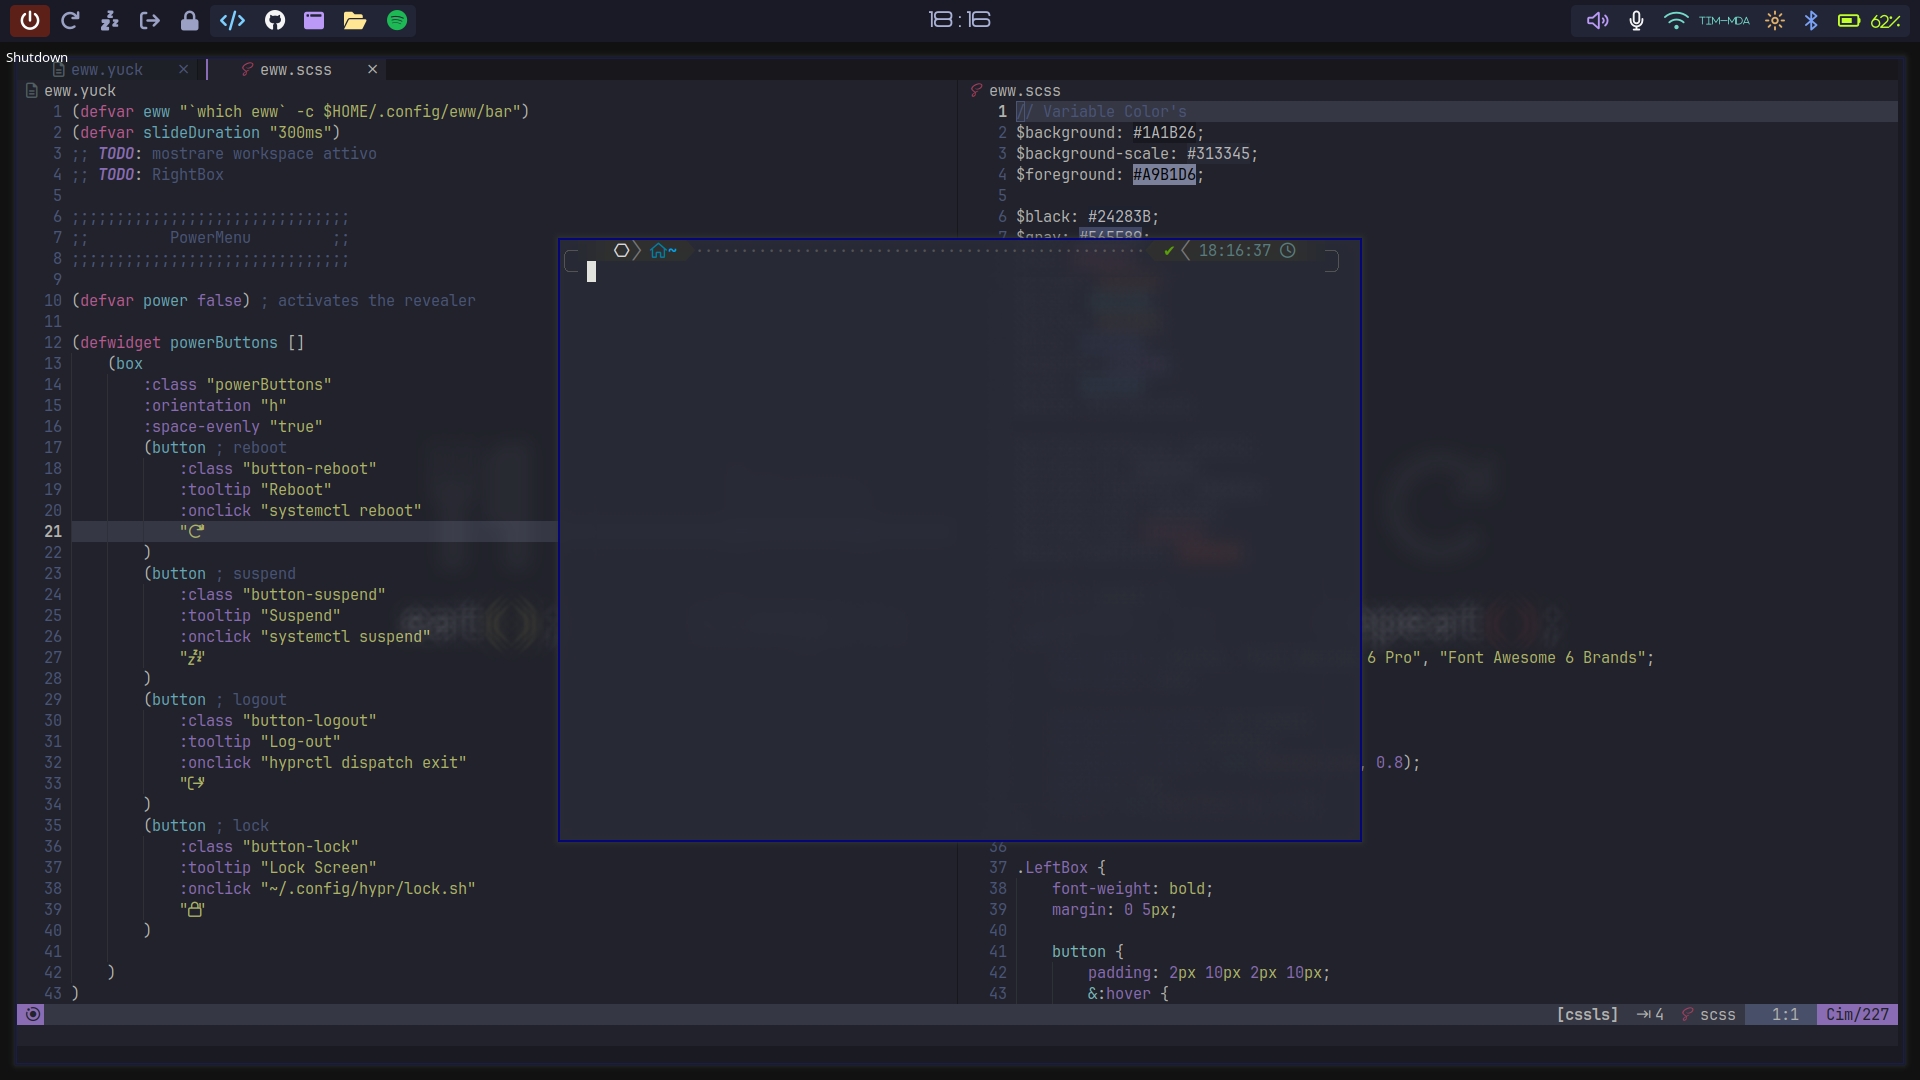 18:16
TIM-MDA
62%
Shutdown
eww.yuck
eww.scss
eww.yuck
1 (defvar eww "`which eww` -c $HOME/.config/eww/bar")
2 (defvar slideDuration "300ms")
3 ;; TODO: mostrare workspace attivo
4 ;; TODO: RightBox
5
6 ;;;;;;;;;;;;;;;;;;;;;;;;;;;;;;;
7 ;; PowerMenu ;;
8 ;;;;;;;;;;;;;;;;;;;;;;;;;;;;;;;
9
10 (defvar power false) ; activates the revealer
11
12 (defwidget powerButtons []
13 (box
14 :class "powerButtons"
15 :orientation "h"
16 :space-evenly "true"
17 (button ; reboot
18 :class "button-reboot"
19 :tooltip "Reboot"
20 :onclick "systemctl reboot"
21 "
22 )
23 (button ; suspend
24 :class "button-suspend"
25 :tooltip "Suspend"
26 :onclick "systemctl suspend"
27 ""
28 )
29 (button ; logout
30 :class "button-logout"
31 :tooltip "Log-out"
32 :onclick "hyprctl dispatch exit"
33 ""
34 )
35 (button ; lock
36 :class "button-lock"
37 :tooltip "Lock Screen"
38 :onclick "~/.config/hypr/lock.sh"
39 ""
40 )
41
42 )
43 )
eww.scss
1 // Variable Color's
2 $background: #1A1B26;
3 $background-scale: #313345;
4 $foreground: #A9B1D6;
5
6 $black: #24283B;
7 $gray: #565F89;
~
✔ 18:16:37
6 Pro", "Font Awesome 6 Brands";
, 0.8);
36
37 .LeftBox {
38 font-weight: bold;
39 margin: 0 5px;
40
41 button {
42 padding: 2px 10px 2px 10px;
43 &:hover {
[cssls] 4 scss 1:1 Cim/227